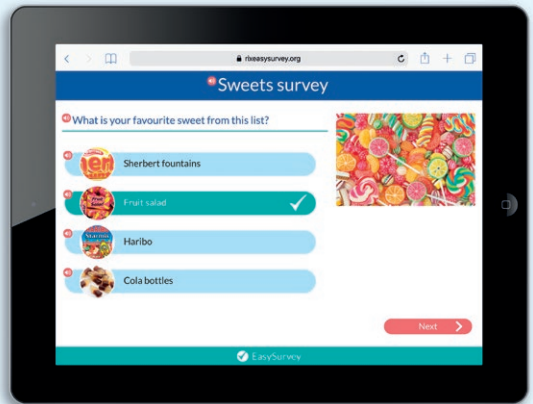 rixeasysurvey.org
Sweets survey
What is your favourite sweet from this list?
Sherbert fountains
Fruit salad
Haribo
Cola bottles
Next
EasySurvey